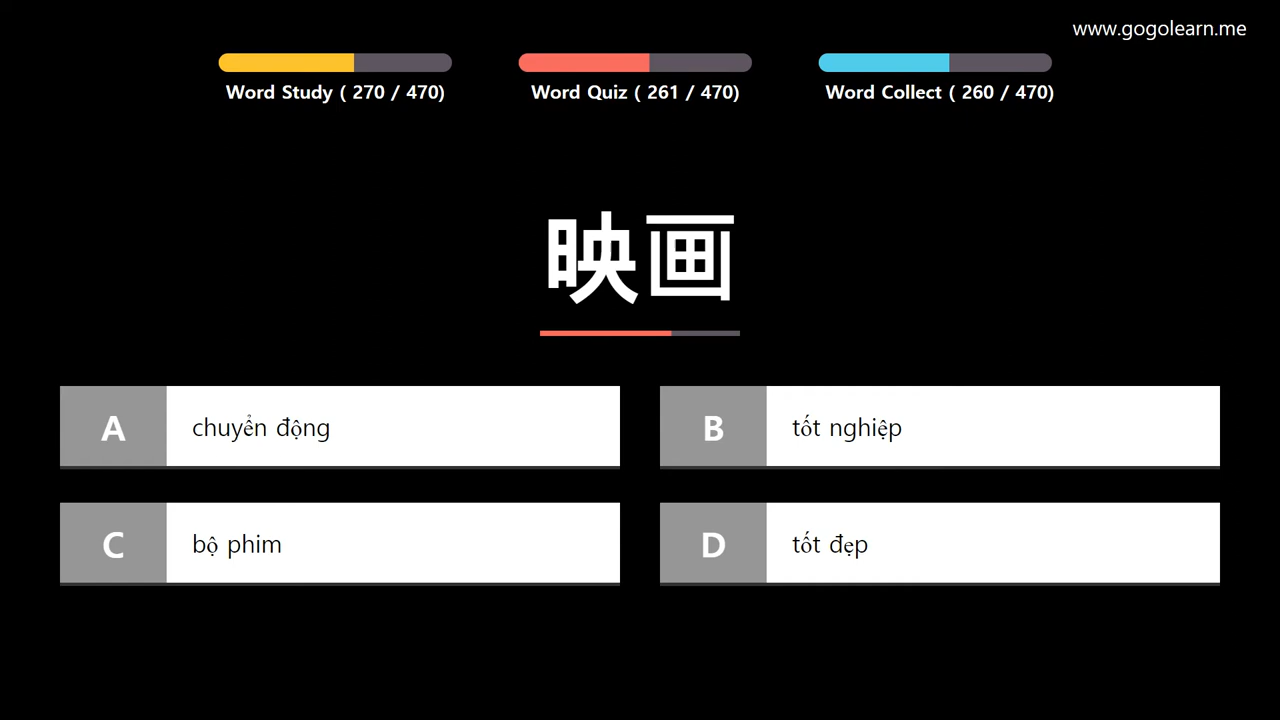 www.gogolearn.me
Word Study ( 270 / 470)
Word Quiz ( 261 / 470)
Word Collect ( 260 / 470)
映画
A chuyển động
B tốt nghiệp
C bộ phim
D tốt đẹp